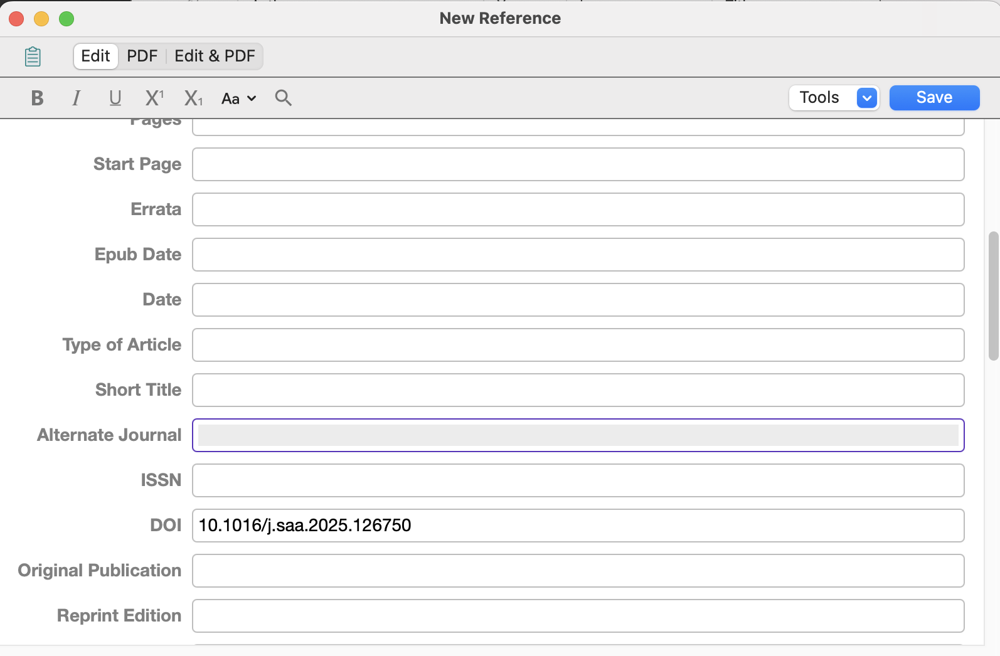 New Reference
Edit PDF Edit & PDF
B I U X¹ X₁ Aa Tools Save
Pages
Start Page
Errata
Epub Date
Date
Type of Article
Short Title
Alternate Journal
ISSN
DOI 10.1016/j.saa.2025.126750
Original Publication
Reprint Edition